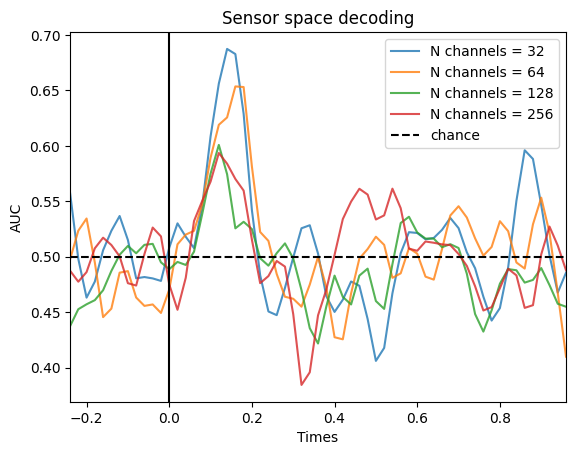 Sensor space decoding
N channels = 32
N channels = 64
N channels = 128
N channels = 256
chance
AUC
0.70
0.65
0.60
0.55
0.50
0.45
0.40
−0.2
0.0
0.2
0.4
0.6
0.8
Times